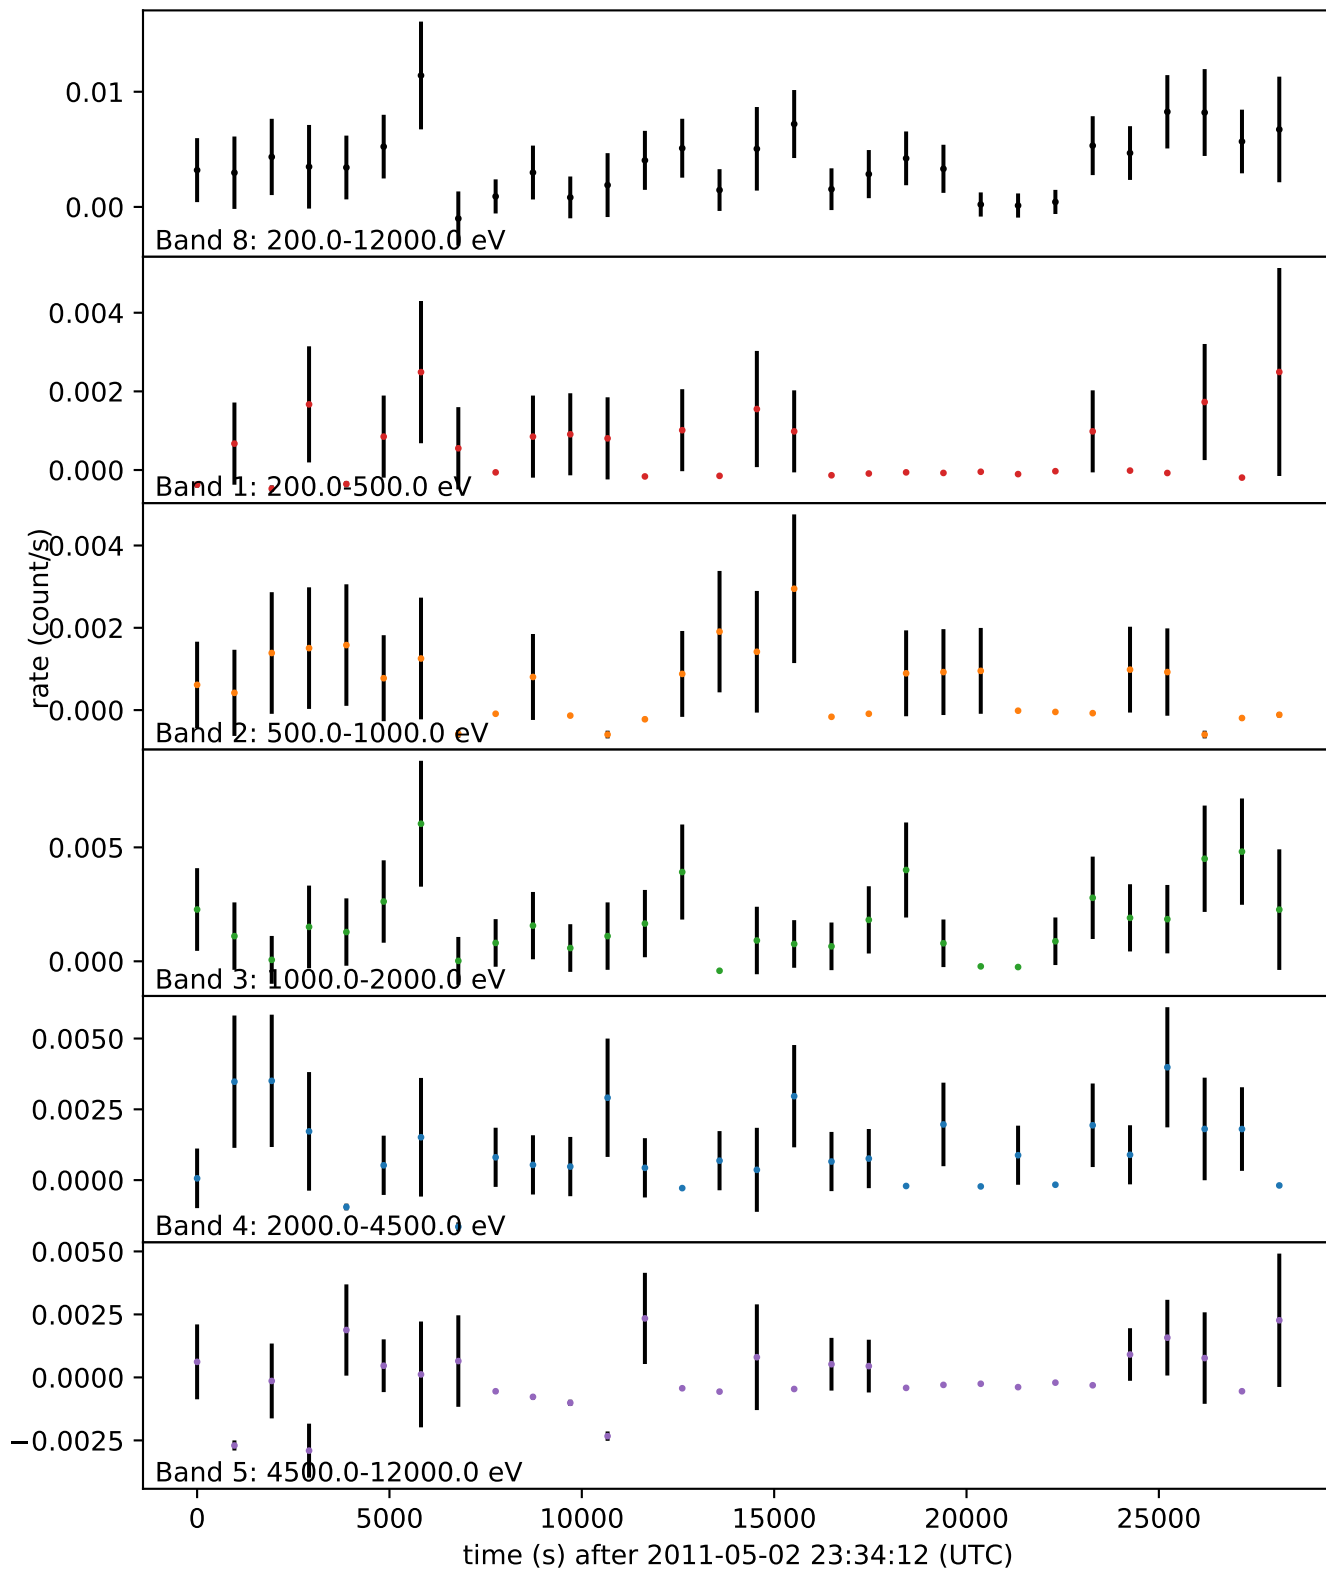 0.01
0.00
Band 8: 200.0-12000.0 eV
0.004
0.002
0.000
Band 1: 200.0-500.0 eV
rate (count/s)
0.004
0.002
0.000
Band 2: 500.0-1000.0 eV
0.005
0.000
Band 3: 1000.0-2000.0 eV
0.0050
0.0025
0.0000
Band 4: 2000.0-4500.0 eV
0.0050
0.0025
0.0000
−0.0025
Band 5: 4500.0-12000.0 eV
0 5000 10000 15000 20000 25000
time (s) after 2011-05-02 23:34:12 (UTC)